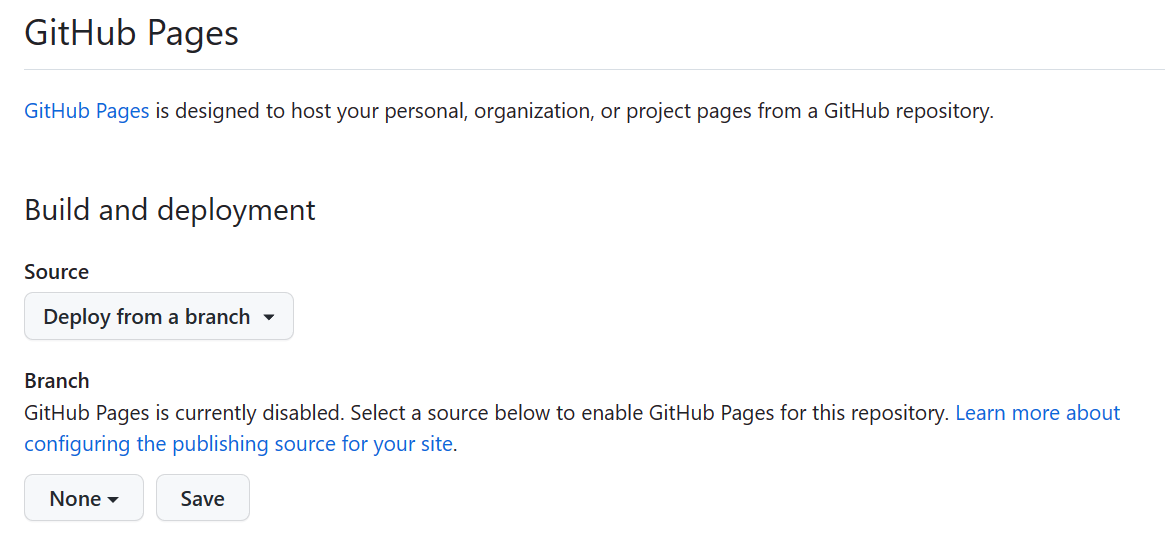 GitHub Pages
GitHub Pages is designed to host your personal, organization, or project pages from a GitHub repository.
Build and deployment
Source
Deploy from a branch
Branch
GitHub Pages is currently disabled. Select a source below to enable GitHub Pages for this repository. Learn more about
configuring the publishing source for your site.
None
Save